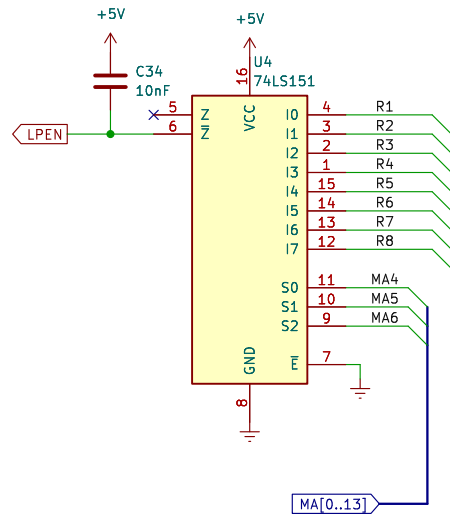 +5V
+5V
C34
10nF
U4
74LS151
16
VCC
5 Z
6 Z̅
LPEN
I0 4 R1
I1 3 R2
I2 2 R3
I3 1 R4
I4 15 R5
I5 14 R6
I6 13 R7
I7 12 R8
S0 11 MA4
S1 10 MA5
S2 9 MA6
E̅ 7
GND
8
MA[0..13]